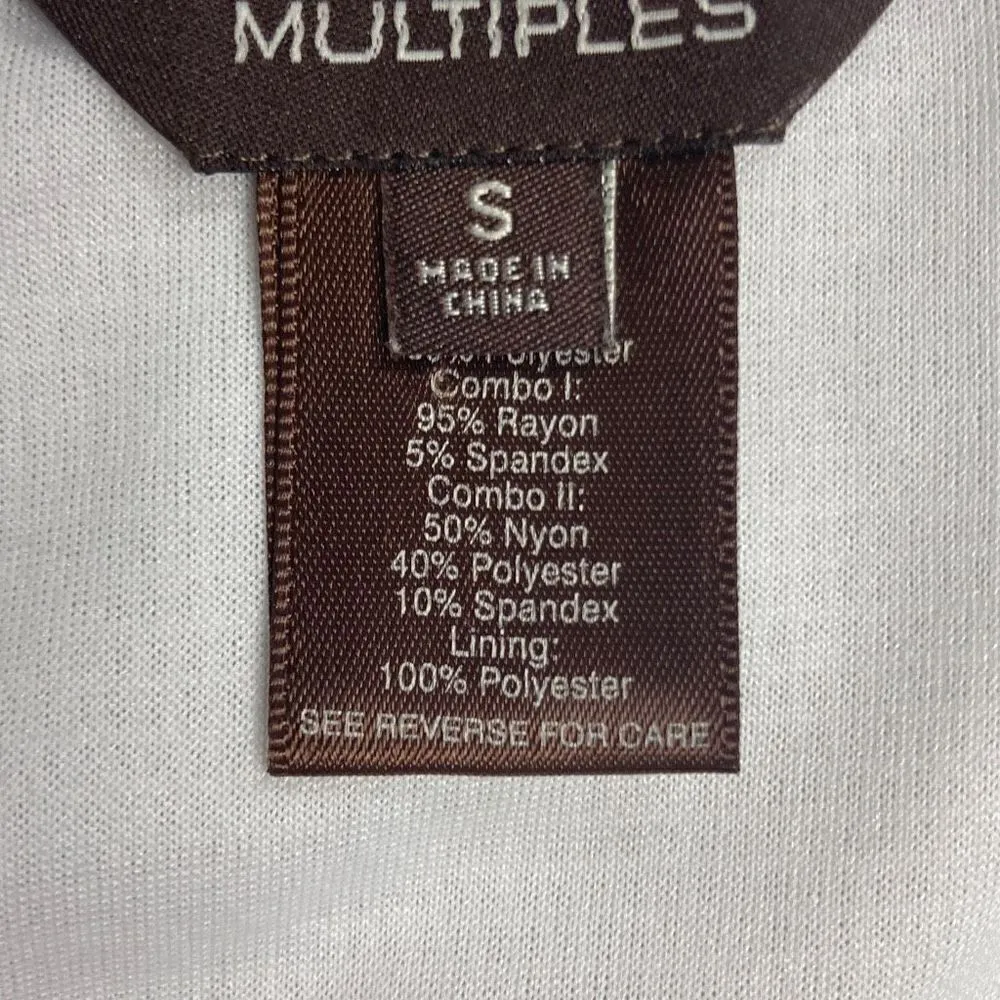 MULTIPLES
S
MADE IN
CHINA
Polyester
Combo I:
95% Rayon
5% Spandex
Combo II:
50% Nyon
40% Polyester
10% Spandex
Lining:
100% Polyester
SEE REVERSE FOR CARE